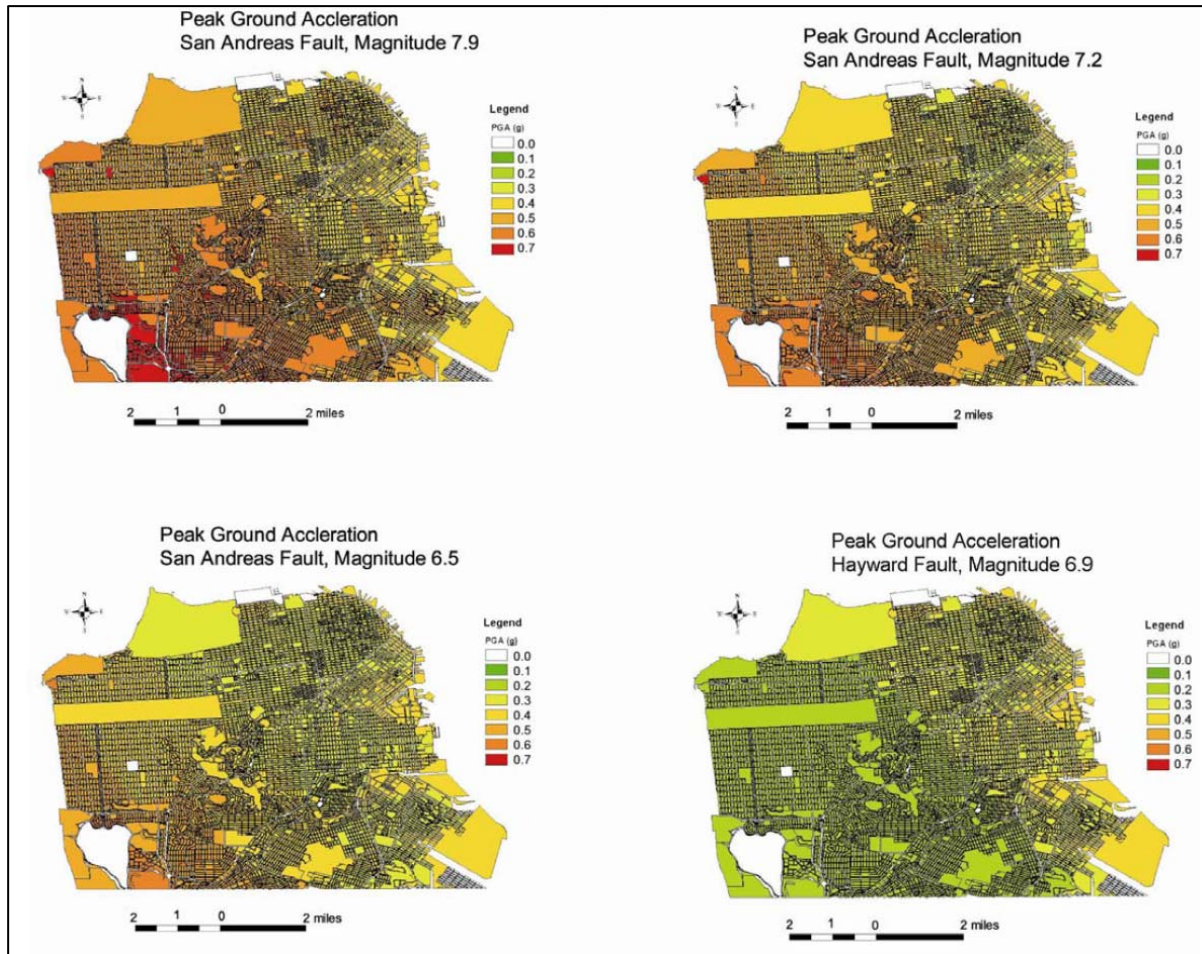 Peak Ground Accleration
San Andreas Fault, Magnitude 7.9
N
W
E
S
Legend
PGA (g)
0.0
0.1
0.2
0.3
0.4
0.5
0.6
0.7
2 1 0 2 miles
Peak Ground Accleration
San Andreas Fault, Magnitude 7.2
N
W
E
S
Legend
PGA (g)
0.0
0.1
0.2
0.3
0.4
0.5
0.6
0.7
2 1 0 2 miles
Peak Ground Accleration
San Andreas Fault, Magnitude 6.5
N
W
E
S
Legend
PGA (g)
0.0
0.1
0.2
0.3
0.4
0.5
0.6
0.7
2 1 0 2 miles
Peak Ground Acceleration
Hayward Fault, Magnitude 6.9
N
W
E
S
Legend
PGA (g)
0.0
0.1
0.2
0.3
0.4
0.5
0.6
0.7
2 1 0 2 miles